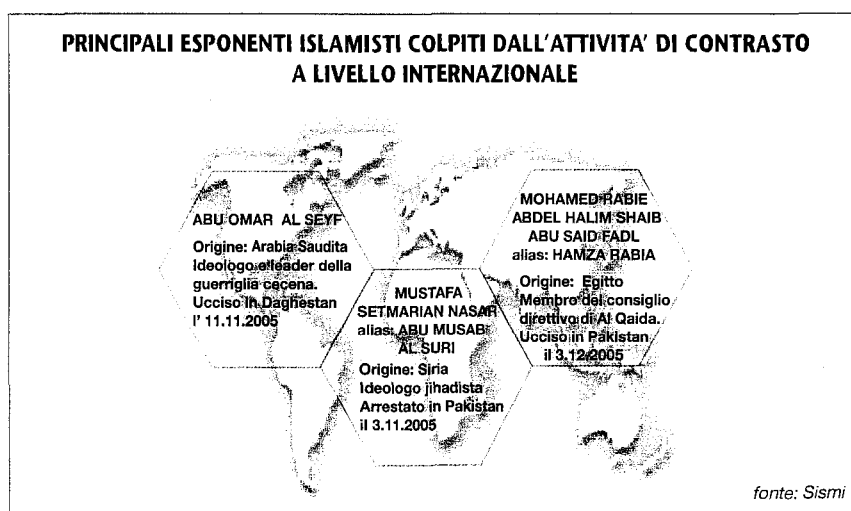 PRINCIPALI ESPONENTI ISLAMISTI COLPITI DALL'ATTIVITA' DI CONTRASTO
A LIVELLO INTERNAZIONALE
ABU OMAR AL SEYF
Origine: Arabia Saudita
Ideologo e leader della
guerriglia cecena.
Ucciso in Daghestan
l' 11.11.2005
MUSTAFA
SETMARIAN NASAR
alias: ABU MUSAB
AL SURI
Origine: Siria
Ideologo jihadista
Arrestato in Pakistan
il 3.11.2005
MOHAMED RABIE
ABDEL HALIM SHAIB
ABU SAID FADL
alias: HAMZA RABIA
Origine: Egitto
Membro del consiglio
direttivo di Al Qaida.
Ucciso in Pakistan
il 3.12.2005
fonte: Sismi